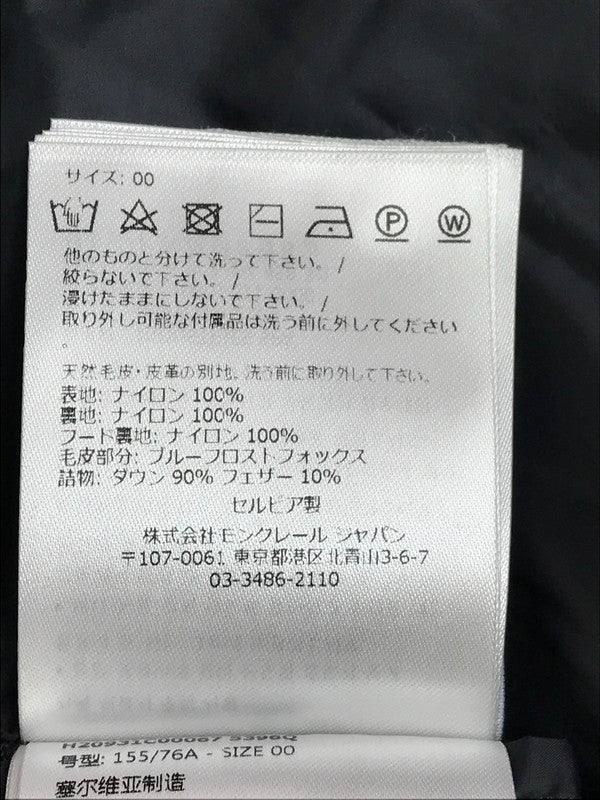 サイズ: 00
P
W
他のものと分けて洗って下さい。/
絞らないで下さい。/
浸けたままにしないで下さい。/
取り外し可能な付属品は洗う前に外してください
。
天然毛皮・皮革の別地。洗う前に取り外して下さい。
表地: ナイロン 100%
裏地: ナイロン 100%
フード裏地: ナイロン 100%
毛皮部分: ブルーフロストフォックス
詰物: ダウン 90% フェザー 10%
セルビア製
株式会社モンクレール ジャパン
〒107-0061 東京都港区北青山3-6-7
03-3486-2110
号型: 155/76A - SIZE 00
塞尔维亚制造